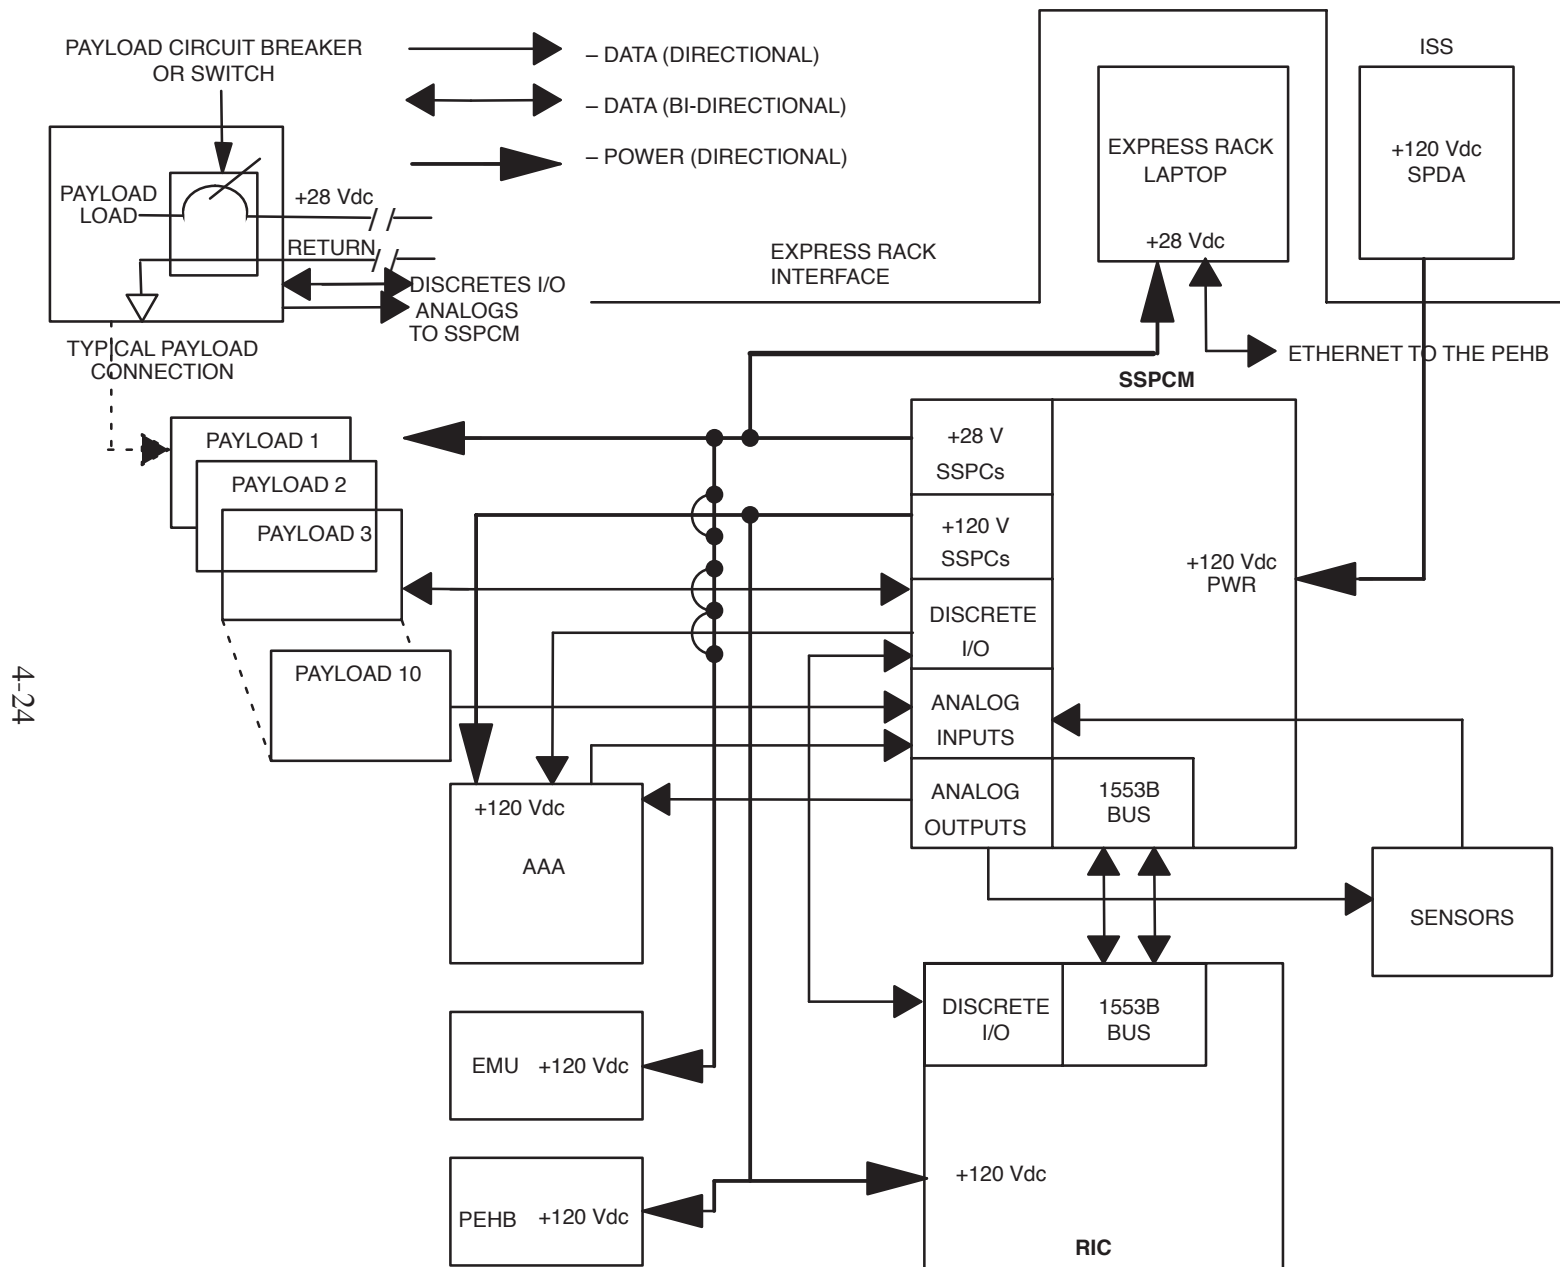 PAYLOAD CIRCUIT BREAKER
OR SWITCH
– DATA (DIRECTIONAL)
– DATA (BI-DIRECTIONAL)
– POWER (DIRECTIONAL)
ISS
EXPRESS RACK
LAPTOP
+28 Vdc
+120 Vdc
SPDA
PAYLOAD
LOAD
+28 Vdc
RETURN
DISCRETES I/O
ANALOGS
TO SSPCM
EXPRESS RACK
INTERFACE
TYPICAL PAYLOAD
CONNECTION
ETHERNET TO THE PEHB
SSPCM
PAYLOAD 1
PAYLOAD 2
PAYLOAD 3
PAYLOAD 10
+28 V
SSPCs
+120 V
SSPCs
+120 Vdc
PWR
DISCRETE
I/O
ANALOG
INPUTS
ANALOG
OUTPUTS
1553B
BUS
+120 Vdc
AAA
SENSORS
EMU +120 Vdc
DISCRETE
I/O
1553B
BUS
PEHB +120 Vdc
+120 Vdc
RIC
4-24